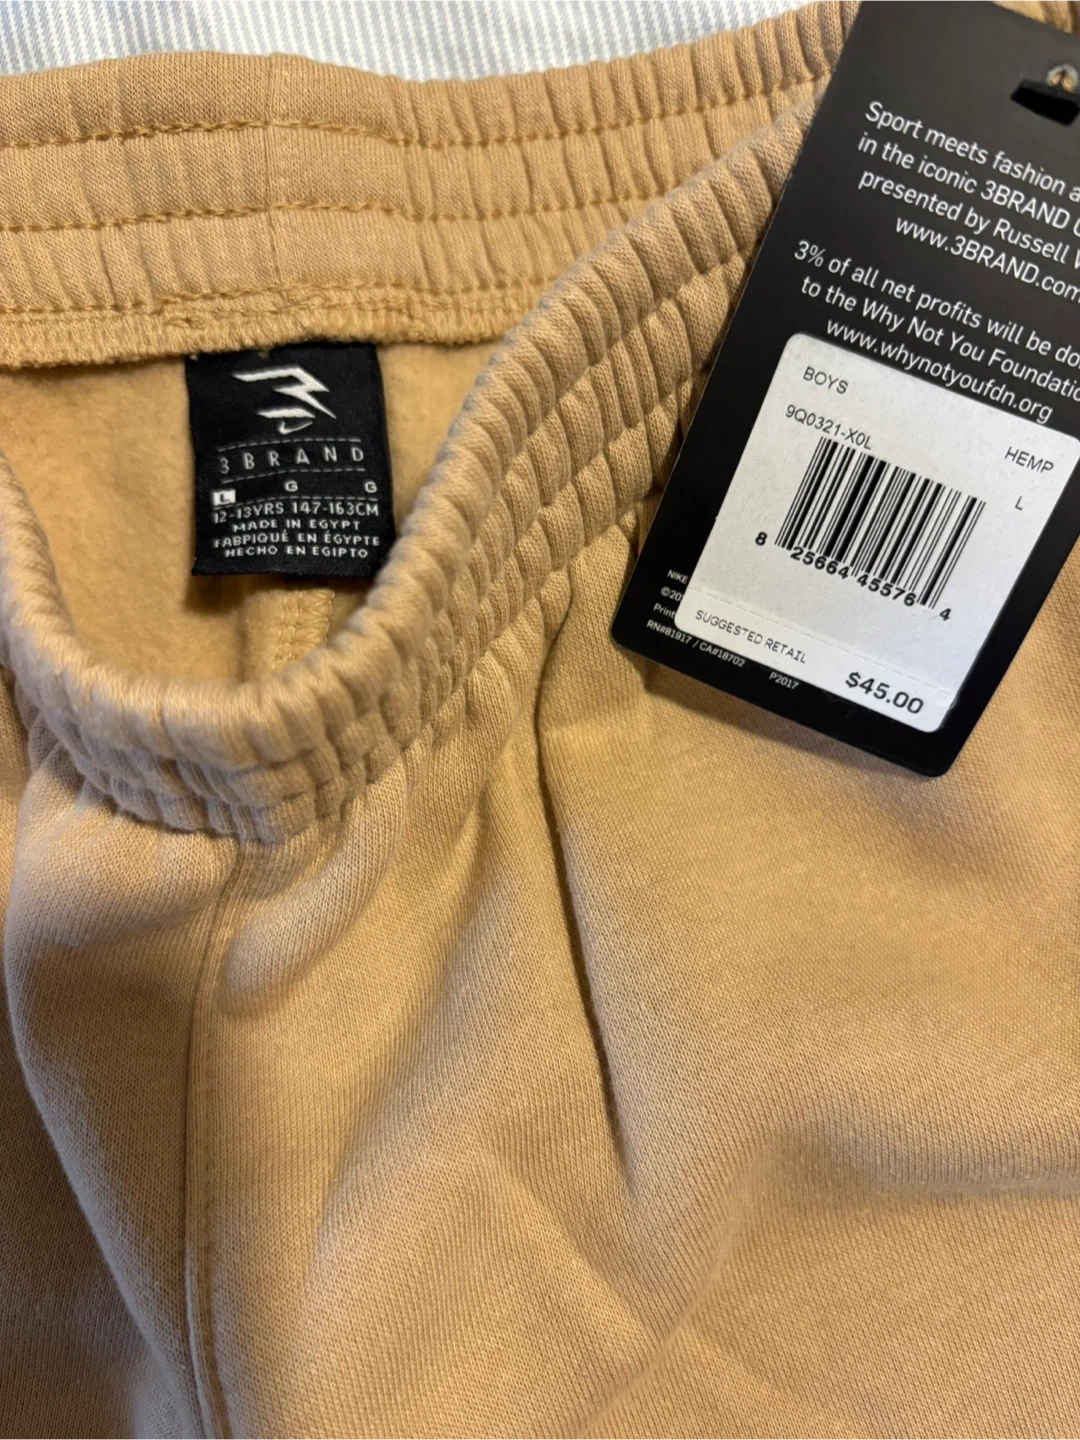 Sport meets fashion
in the iconic 3BRAND
presented by Russell
www.3BRAND.com
3% of all net profits will be
to the Why Not You
www.whynotyoufdn.org
BOYS
9Q0321-X0L
HEMP
L
8 25664 45576 4
SUGGESTED RETAIL
$45.00
NIKE
RN#81917 / CA#18702
P2017
3BRAND
G G
L
12-13YRS 147-163CM
MADE IN EGYPT
FABRIQUÉ EN ÉGYPTE
HECHO EN EGIPTO